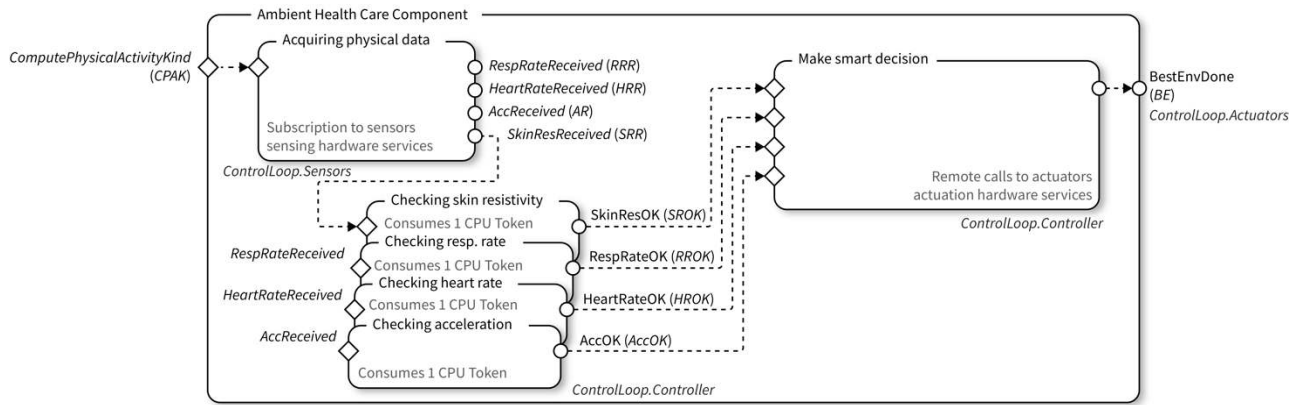 Ambient Health Care Component
Acquiring physical data
ComputePhysicalActivityKind
(CPAK)
RespRateReceived (RRR)
HeartRateReceived (HRR)
AccReceived (AR)
SkinResReceived (SRR)
Subscription to sensors
sensing hardware services
ControlLoop.Sensors
Make smart decision
BestEnvDone
(BE)
ControlLoop.Actuators
Remote calls to actuators
actuation hardware services
ControlLoop.Controller
Checking skin resistivity
Consumes 1 CPU Token
SkinResOK (SROK)
Checking resp. rate
RespRateReceived
Consumes 1 CPU Token
RespRateOK (RROK)
Checking heart rate
HeartRateReceived
Consumes 1 CPU Token
HeartRateOK (HROK)
Checking acceleration
AccReceived
AccOK (AccOK)
Consumes 1 CPU Token
ControlLoop.Controller